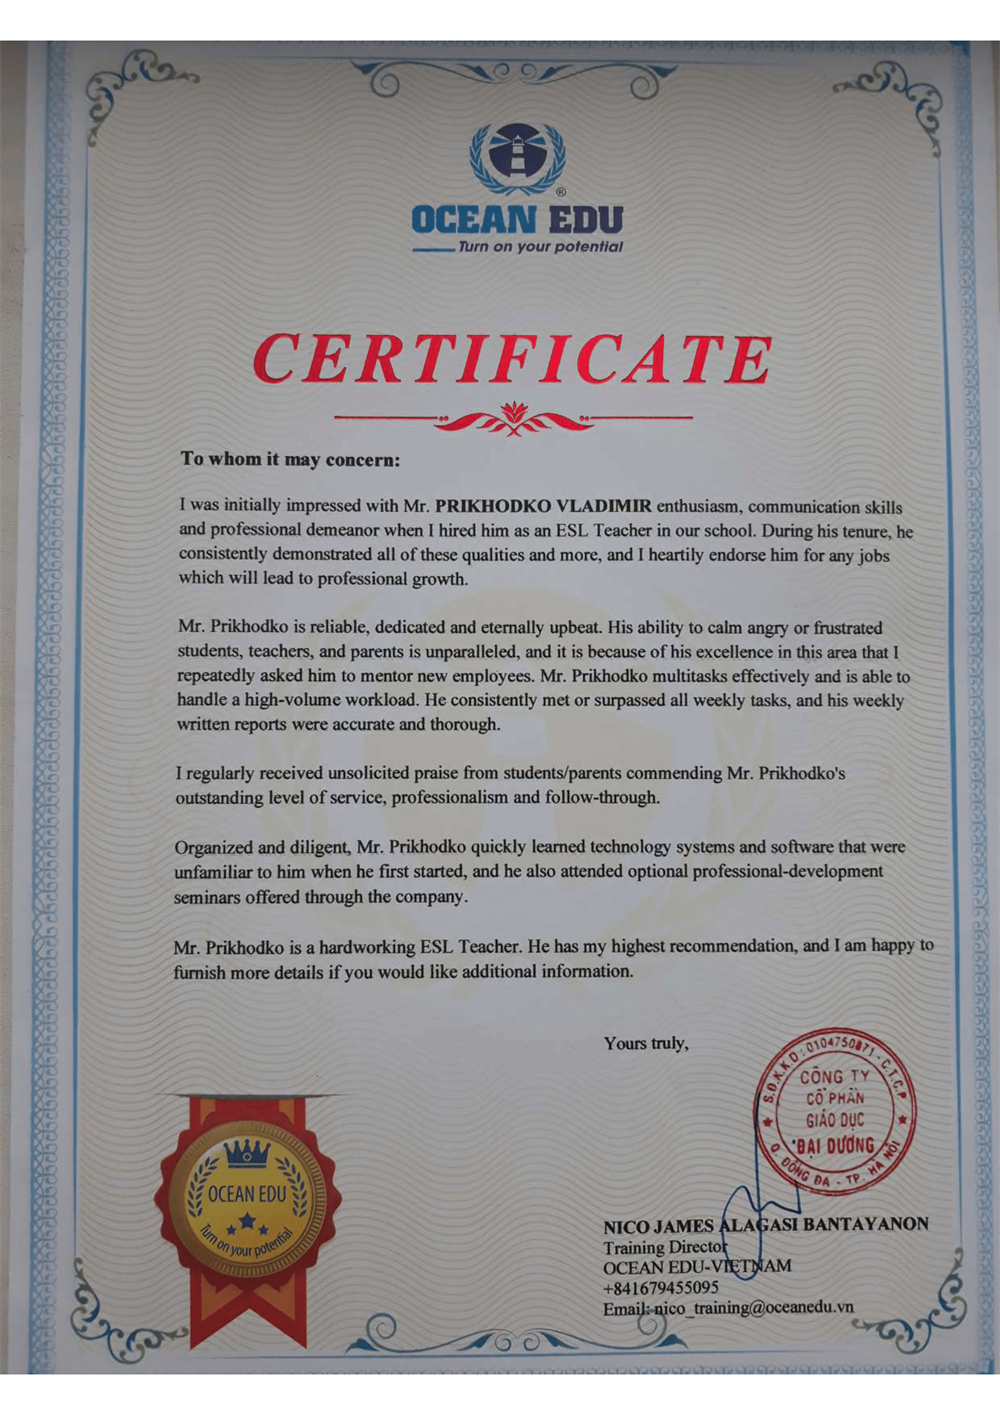 OCEAN EDU
®
Turn on your potential
CERTIFICATE
To whom it may concern:
I was initially impressed with Mr. PRIKHODKO VLADIMIR enthusiasm, communication skills
and professional demeanor when I hired him as an ESL Teacher in our school. During his tenure, he
consistently demonstrated all of these qualities and more, and I heartily endorse him for any jobs
which will lead to professional growth.
Mr. Prikhodko is reliable, dedicated and eternally upbeat. His ability to calm angry or frustrated
students, teachers, and parents is unparalleled, and it is because of his excellence in this area that I
repeatedly asked him to mentor new employees. Mr. Prikhodko multitasks effectively and is able to
handle a high-volume workload. He consistently met or surpassed all weekly tasks, and his weekly
written reports were accurate and thorough.
I regularly received unsolicited praise from students/parents commending Mr. Prikhodko's
outstanding level of service, professionalism and follow-through.
Organized and diligent, Mr. Prikhodko quickly learned technology systems and software that were
unfamiliar to him when he first started, and he also attended optional professional-development
seminars offered through the company.
Mr. Prikhodko is a hardworking ESL Teacher. He has my highest recommendation, and I am happy to
furnish more details if you would like additional information.
Yours truly,
S.Đ.K.K.D: 0104750871-C.T.C.P
CÔNG TY
CỔ PHẦN
GIÁO DỤC
ĐẠI DƯƠNG
Q. ĐỐNG ĐA - TP. HÀ NỘI
OCEAN EDU
Turn on your potential
NICO JAMES ALAGASI BANTAYANON
Training Director
OCEAN EDU-VIETNAM
+841679455095
Email: nico_training@oceanedu.vn